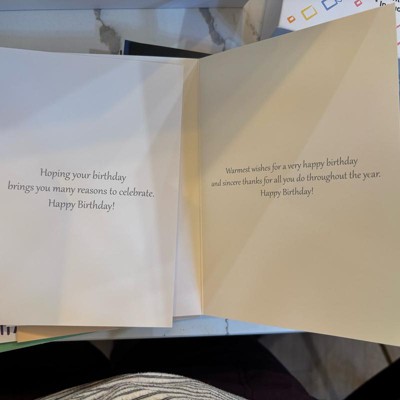 Hoping your birthday
brings you many reasons to celebrate.
Happy Birthday!
Warmest wishes for a very happy birthday
and sincere thanks for all you do throughout the year.
Happy Birthday!